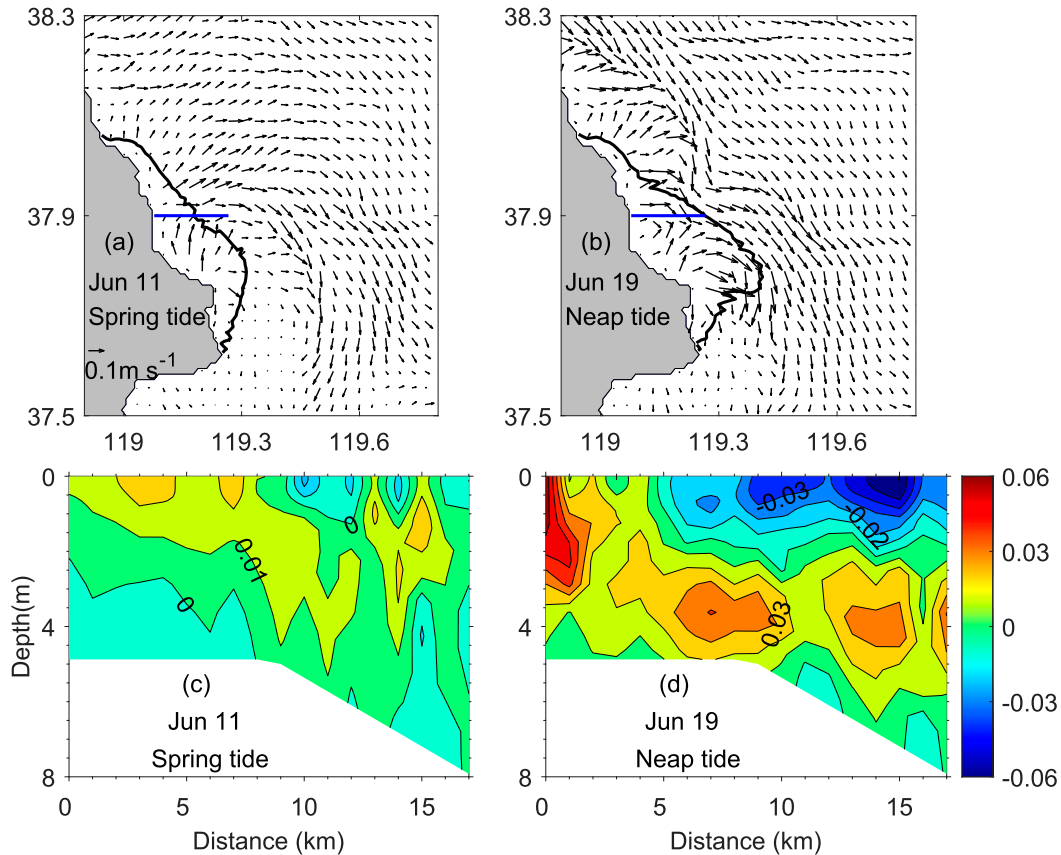 38.3
37.9
37.5
(a)
Jun 11
Spring tide
0.1m s⁻¹
119
119.3
119.6
38.3
37.9
37.5
(b)
Jun 19
Neap tide
119
119.3
119.6
0
4
8
Depth(m)
0
0.01
0
(c)
Jun 11
Spring tide
0
5
10
15
Distance (km)
-0.03
-0.02
0.03
(d)
Jun 19
Neap tide
0
5
10
15
Distance (km)
0.06
0.03
0
-0.03
-0.06